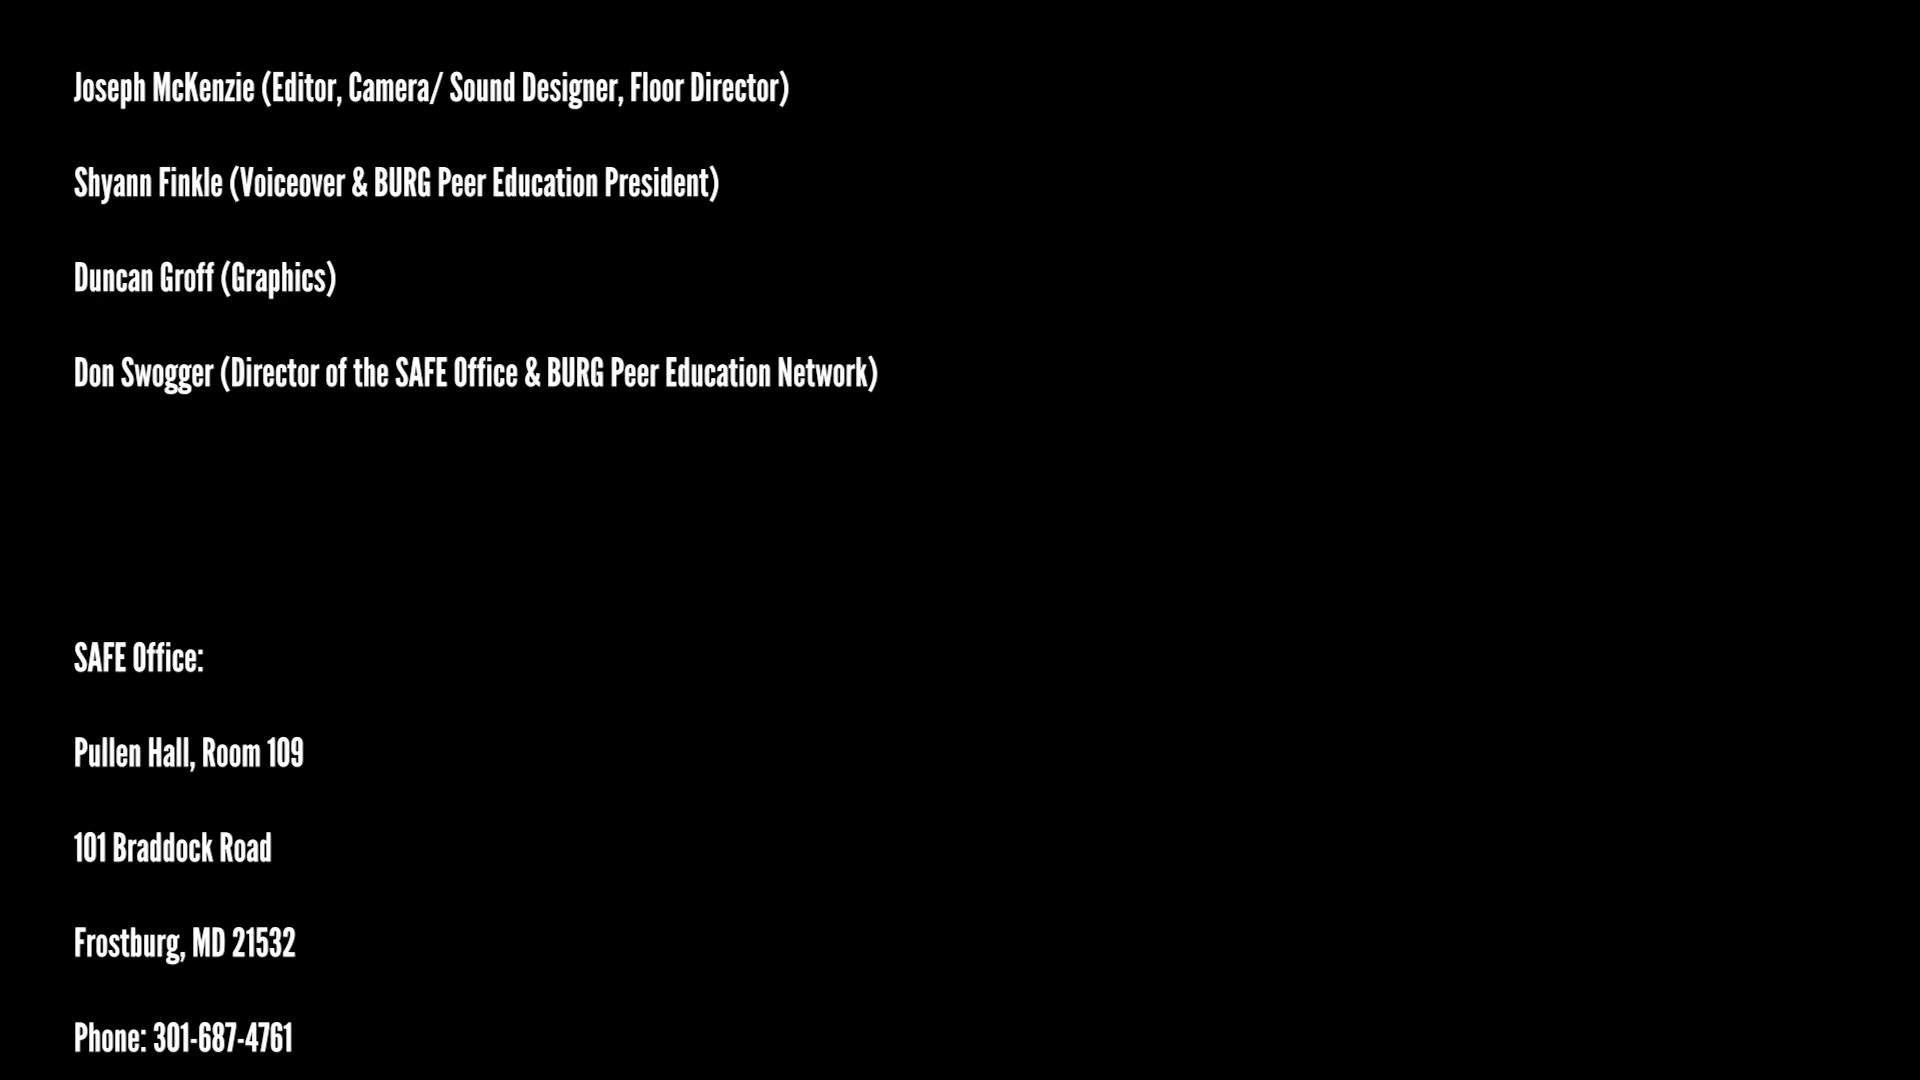 Joseph McKenzie (Editor, Camera/ Sound Designer, Floor Director)
Shyann Finkle (Voiceover & BURG Peer Education President)
Duncan Groff (Graphics)
Don Swogger (Director of the SAFE Office & BURG Peer Education Network)
SAFE Office:
Pullen Hall, Room 109
101 Braddock Road
Frostburg, MD 21532
Phone: 301-687-4761